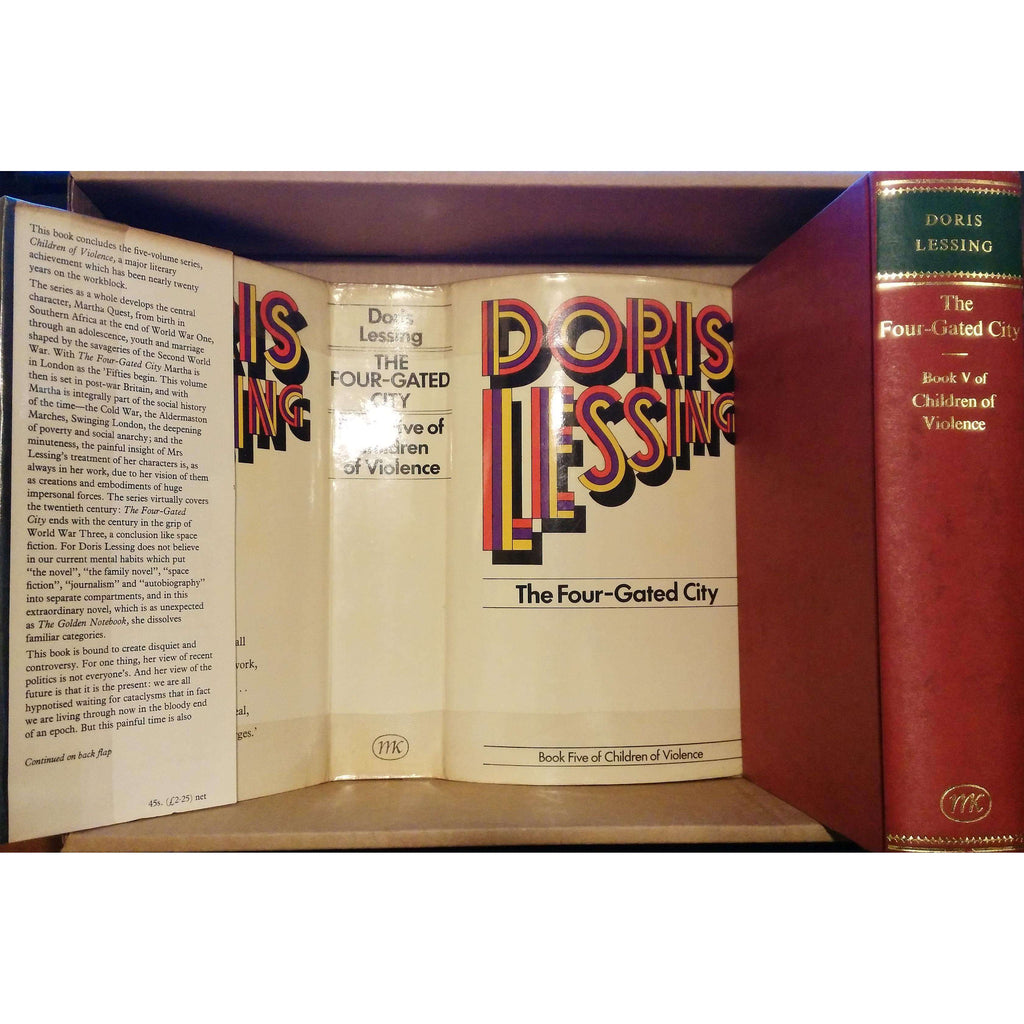 This book concludes the five-volume series,
Children of Violence, a major literary
achievement which has been nearly twenty
years on the workblock.
The series as a whole develops the central
character, Martha Quest, from birth in
Southern Africa at the end of World War One,
through an adolescence, youth and marriage
shaped by the savageries of the Second World
War. With The Four-Gated City Martha is
in London as the 'Fifties begin. This volume
then is set in post-war Britain, and with
Martha is integrally part of the social history
of the time—the Cold War, the Aldermaston
Marches, Swinging London, the deepening
of poverty and social anarchy; and the
minuteness, the painful insight of Mrs
Lessing's treatment of her characters is, as
always in her work, due to her vision of them
as creations and embodiments of huge
impersonal forces. The series virtually covers
the twentieth century: The Four-Gated
City ends with the century in the grip of
World War Three, a conclusion like space
fiction. For Doris Lessing does not believe
in our current mental habits which put
"the novel", "the family novel", "space
fiction", "journalism" and "autobiography"
into separate compartments, and in this
extraordinary novel, which is as unexpected
as The Golden Notebook, she dissolves
familiar categories.
This book is bound to create disquiet and
controversy. For one thing, her view of recent
politics is not everyone's. And her view of the
future is that it is the present: we are all
hypnotised waiting for cataclysms that in fact
we are living through now in the bloody end
of an epoch. But this painful time is also
Continued on back flap
45s. (£2·25) net
IS
ING
all
work,
. .
eal,
ges.'
Doris
Lessing
THE
FOUR-GATED
CITY
Five of
Children
of Violence
MK
DORIS
LESSING
The Four-Gated City
Book Five of Children of Violence
DORIS
LESSING
The
Four-Gated City
Book V of
Children of
Violence
MK